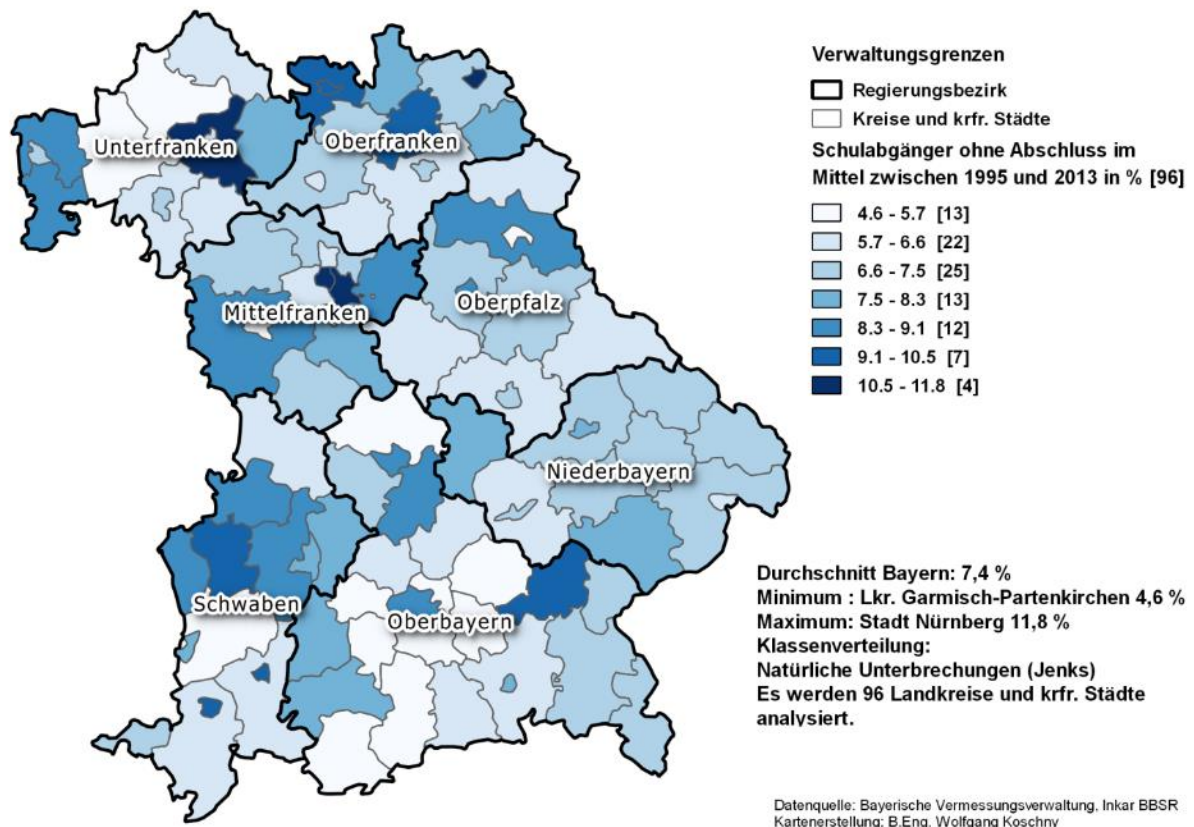 Unterfranken
Oberfranken
Mittelfranken
Oberpfalz
Niederbayern
Schwaben
Oberbayern
Verwaltungsgrenzen
Regierungsbezirk
Kreise und krfr. Städte
Schulabgänger ohne Abschluss im
Mittel zwischen 1995 und 2013 in % [96]
4.6 - 5.7 [13]
5.7 - 6.6 [22]
6.6 - 7.5 [25]
7.5 - 8.3 [13]
8.3 - 9.1 [12]
9.1 - 10.5 [7]
10.5 - 11.8 [4]
Durchschnitt Bayern: 7,4 %
Minimum : Lkr. Garmisch-Partenkirchen 4,6 %
Maximum: Stadt Nürnberg 11,8 %
Klassenverteilung:
Natürliche Unterbrechungen (Jenks)
Es werden 96 Landkreise und krfr. Städte
analysiert.
Datenquelle: Bayerische Vermessungsverwaltung, Inkar BBSR
Kartenerstellung: B.Eng. Wolfgang Koschny